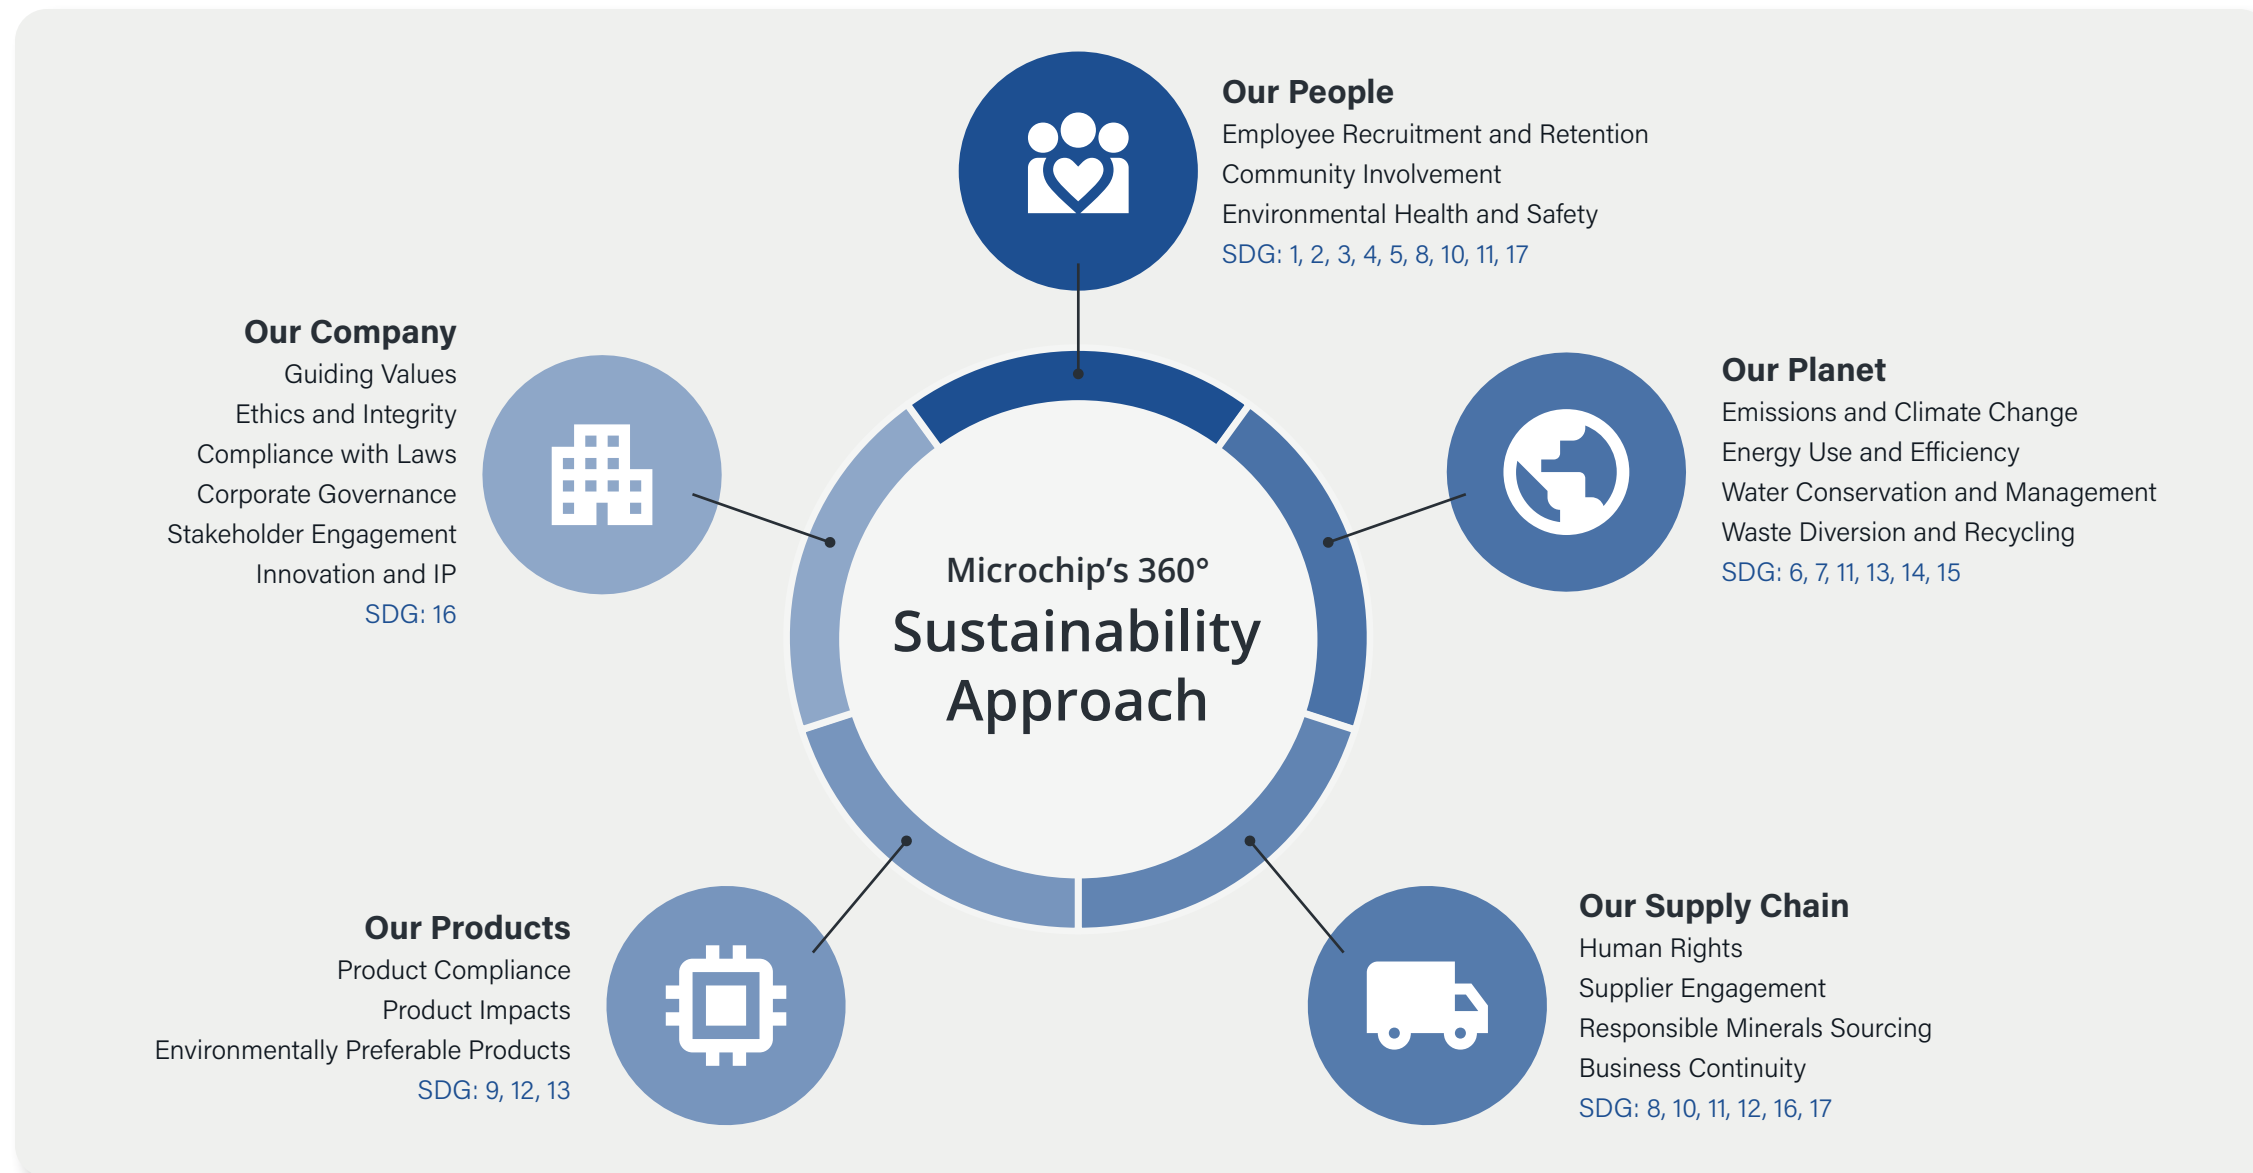 Our People
Employee Recruitment and Retention
Community Involvement
Environmental Health and Safety
SDG: 1, 2, 3, 4, 5, 8, 10, 11, 17
Our Company
Guiding Values
Ethics and Integrity
Compliance with Laws
Corporate Governance
Stakeholder Engagement
Innovation and IP
SDG: 16
Our Planet
Emissions and Climate Change
Energy Use and Efficiency
Water Conservation and Management
Waste Diversion and Recycling
SDG: 6, 7, 11, 13, 14, 15
Microchip’s 360°
Sustainability
Approach
Our Products
Product Compliance
Product Impacts
Environmentally Preferable Products
SDG: 9, 12, 13
Our Supply Chain
Human Rights
Supplier Engagement
Responsible Minerals Sourcing
Business Continuity
SDG: 8, 10, 11, 12, 16, 17